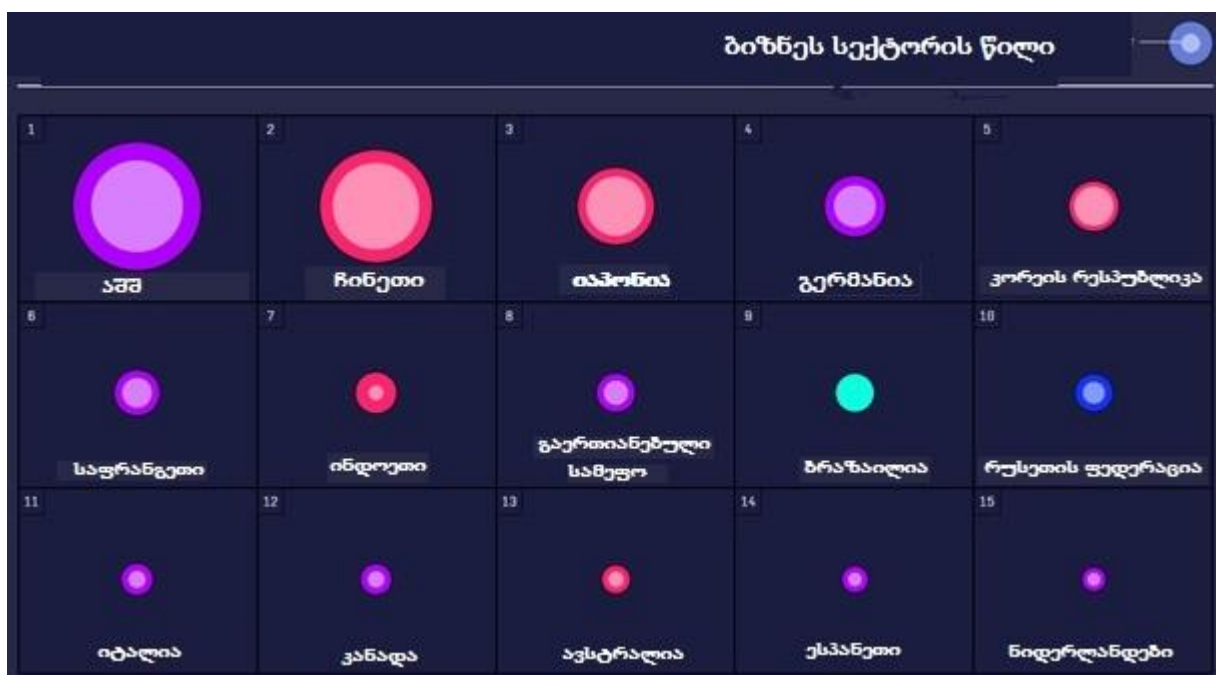 ბიზნეს სექტორის წილი
1
2
3
4
5
აშშ
ჩინეთი
იაპონია
გერმანია
კორეის რესპუბლიკა
6
7
8
9
10
საფრანგეთი
ინდოეთი
გაერთიანებული
სამეფო
ბრაზაილია
რუსეთის ფედერაცია
11
12
13
14
15
იტალია
კანადა
ავსტრალია
ესპანეთი
ნიდერლანდები